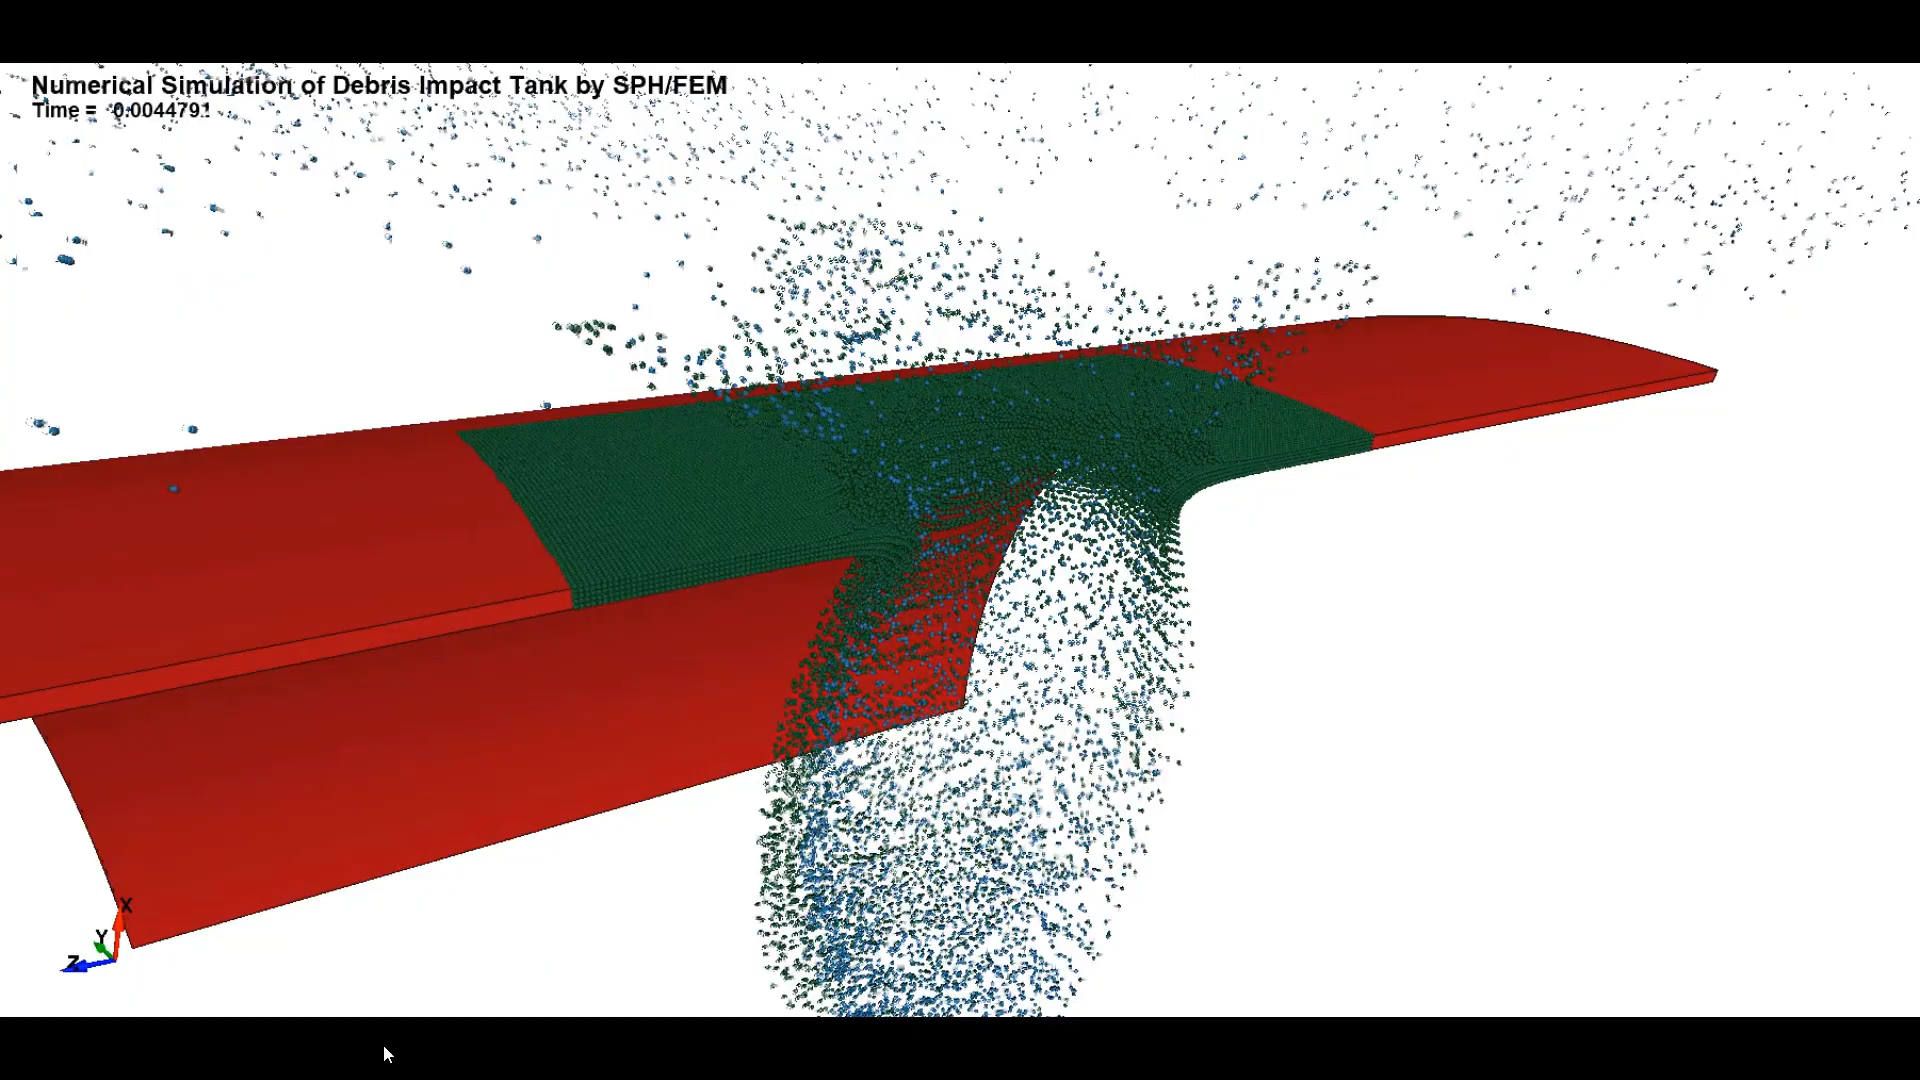 Numerical Simulation of Debris Impact Tank by SPH/FEM
Time = 0.0044791
X
Y
Z